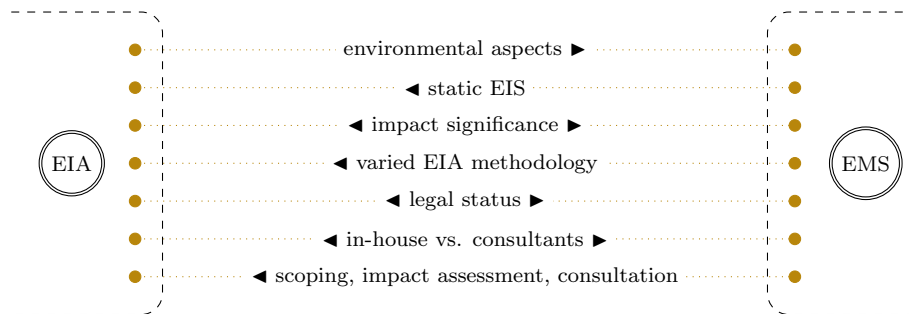 environmental aspects ▶
◀ static EIS
◀ impact significance ▶
EIA
◀ varied EIA methodology
EMS
◀ legal status ▶
◀ in-house vs. consultants ▶
◀ scoping, impact assessment, consultation